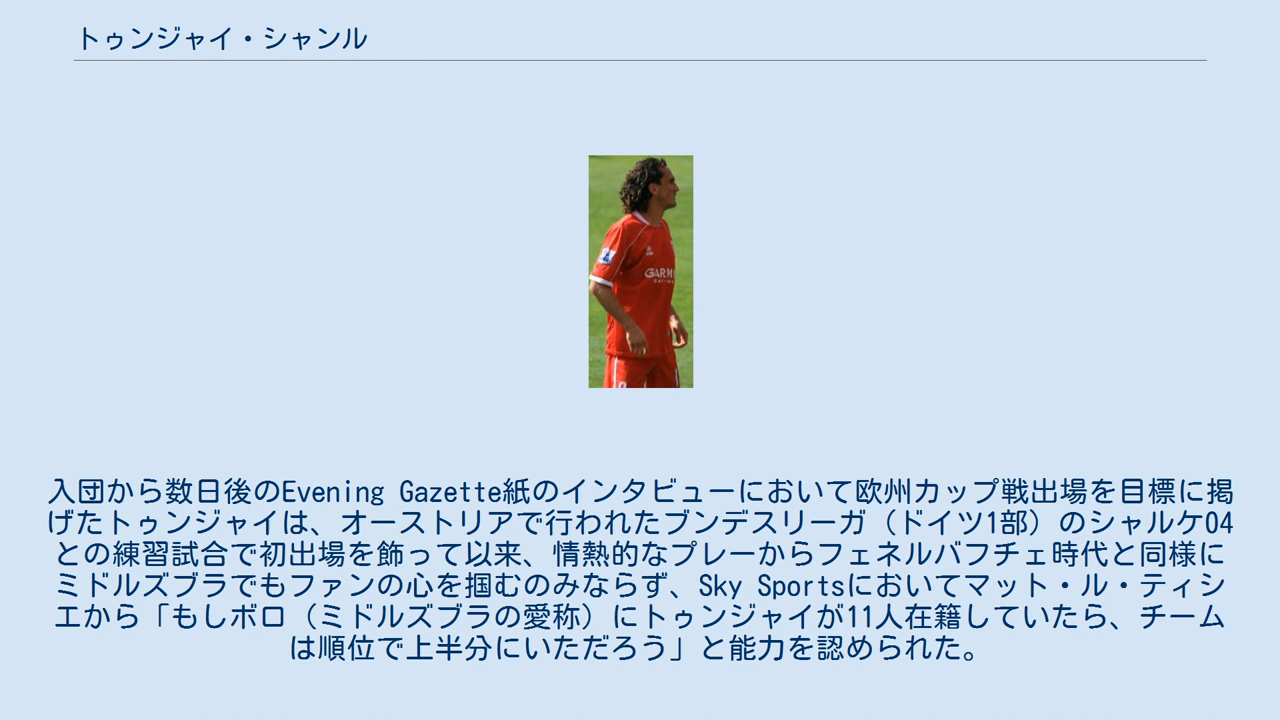 トゥンジャイ・シャンル
GARM
入団から数日後のEvening Gazette紙のインタビューにおいて欧州カップ戦出場を目標に掲
げたトゥンジャイは、オーストリアで行われたブンデスリーガ（ドイツ1部）のシャルケ04
との練習試合で初出場を飾って以来、情熱的なプレーからフェネルバフチェ時代と同様に
ミドルズブラでもファンの心を掴むのみならず、Sky Sportsにおいてマット・ル・ティシ
エから「もしボロ（ミドルズブラの愛称）にトゥンジャイが11人在籍していたら、チーム
は順位で上半分にいただろう」と能力を認められた。